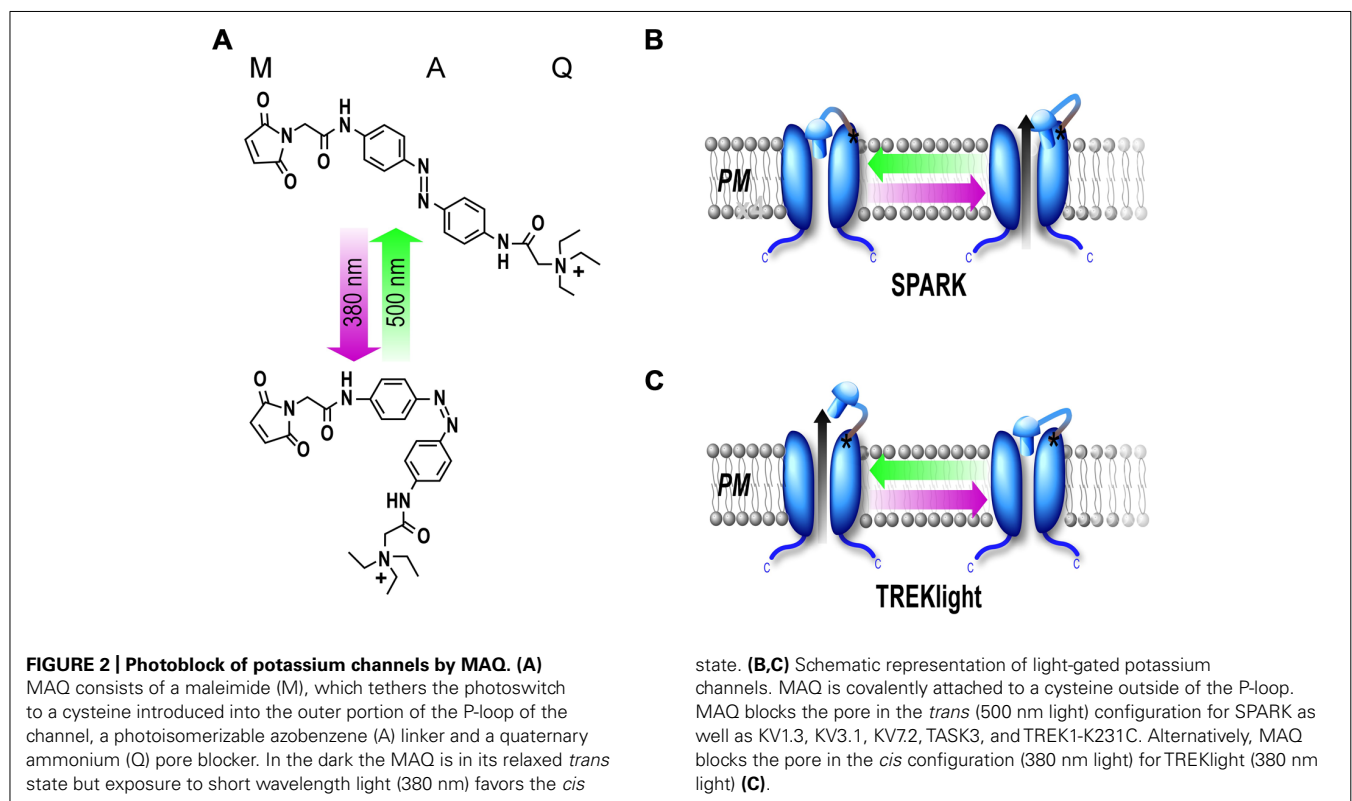 A
M A Q
O
N
O
O
H
N
N
N
O
N
H
N
+
380 nm
500 nm
O
N
O
O
H
N
N
N
HN
O
N
+
B
PM
*
*
C
C
C
C
SPARK
C
PM
*
*
C
C
C
C
TREKlight
FIGURE 2 | Photoblock of potassium channels by MAQ. (A)
MAQ consists of a maleimide (M), which tethers the photoswitch
to a cysteine introduced into the outer portion of the P-loop of the
channel, a photoisomerizable azobenzene (A) linker and a quaternary
ammonium (Q) pore blocker. In the dark the MAQ is in its relaxed trans
state but exposure to short wavelength light (380 nm) favors the cis
state. (B,C) Schematic representation of light-gated potassium
channels. MAQ is covalently attached to a cysteine outside of the P-loop.
MAQ blocks the pore in the trans (500 nm light) configuration for SPARK as
well as KV1.3, KV3.1, KV7.2, TASK3, and TREK1-K231C. Alternatively, MAQ
blocks the pore in the cis configuration (380 nm light) for TREKlight (380 nm
light) (C).